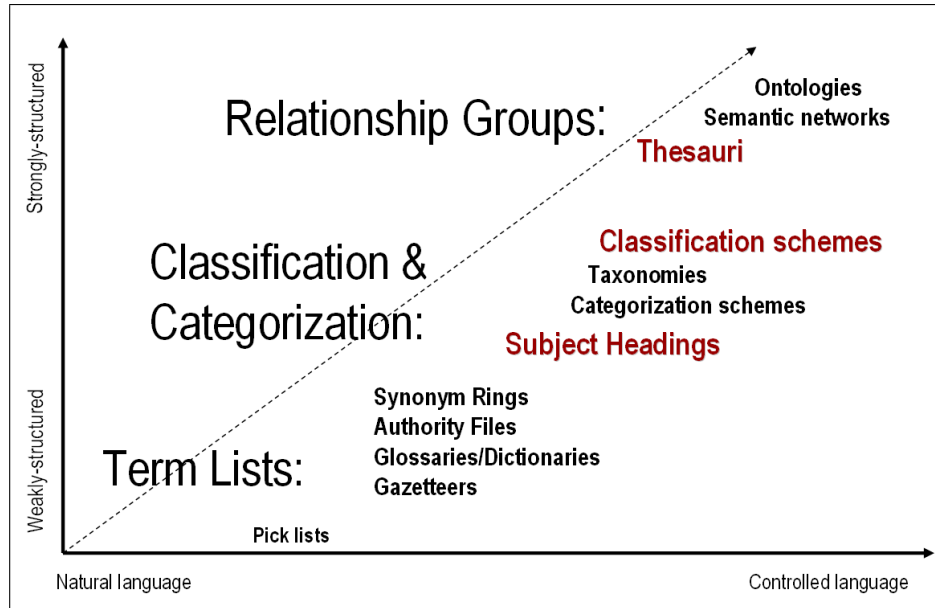 Strongly-structured
Weakly-structured
Relationship Groups:
Ontologies
Semantic networks
Thesauri
Classification &
Categorization:
Classification schemes
Taxonomies
Categorization schemes
Subject Headings
Term Lists:
Synonym Rings
Authority Files
Glossaries/Dictionaries
Gazetteers
Pick lists
Natural language
Controlled language